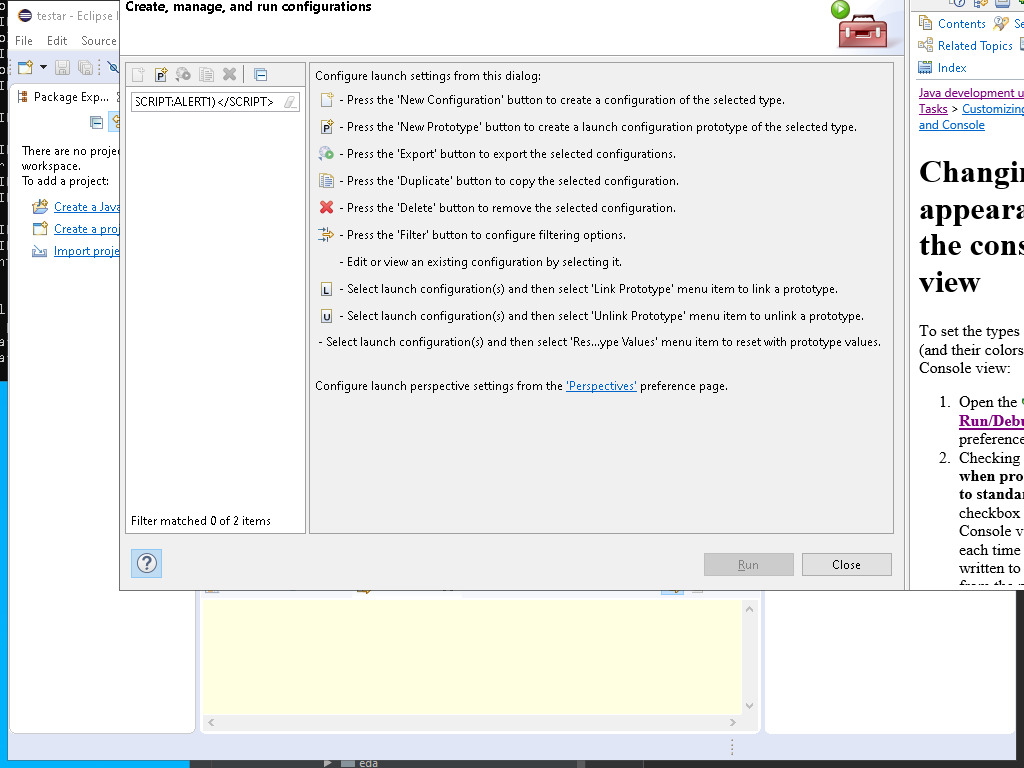 testar - Eclipse
File Edit Source
Package Exp...
There are no
workspace.
To add a project:
Create a Java
Create a
Import
Create, manage, and run configurations
SCRIPT:ALERT1)</SCRIPT>
Filter matched 0 of 2 items
Configure launch settings from this dialog:
- Press the 'New Configuration' button to create a configuration of the selected type.
- Press the 'New Prototype' button to create a launch configuration prototype of the selected type.
- Press the 'Export' button to export the selected configurations.
- Press the 'Duplicate' button to copy the selected configuration.
- Press the 'Delete' button to remove the selected configuration.
- Press the 'Filter' button to configure filtering options.
- Edit or view an existing configuration by selecting it.
L - Select launch configuration(s) and then select 'Link Prototype' menu item to link a prototype.
U - Select launch configuration(s) and then select 'Unlink Prototype' menu item to unlink a prototype.
- Select launch configuration(s) and then select 'Res...ype Values' menu item to reset with prototype values.
Configure launch perspective settings from the 'Perspectives' preference page.
Run
Close
Contents
Related Topics
Index
Java development
Tasks > Customizing
and Console
the
view
To set the types
(and their colors
Console view:
1. Open the
Run/Debu
preference
2. Checking
when
to
checkbox
Console
each time
written to
eda